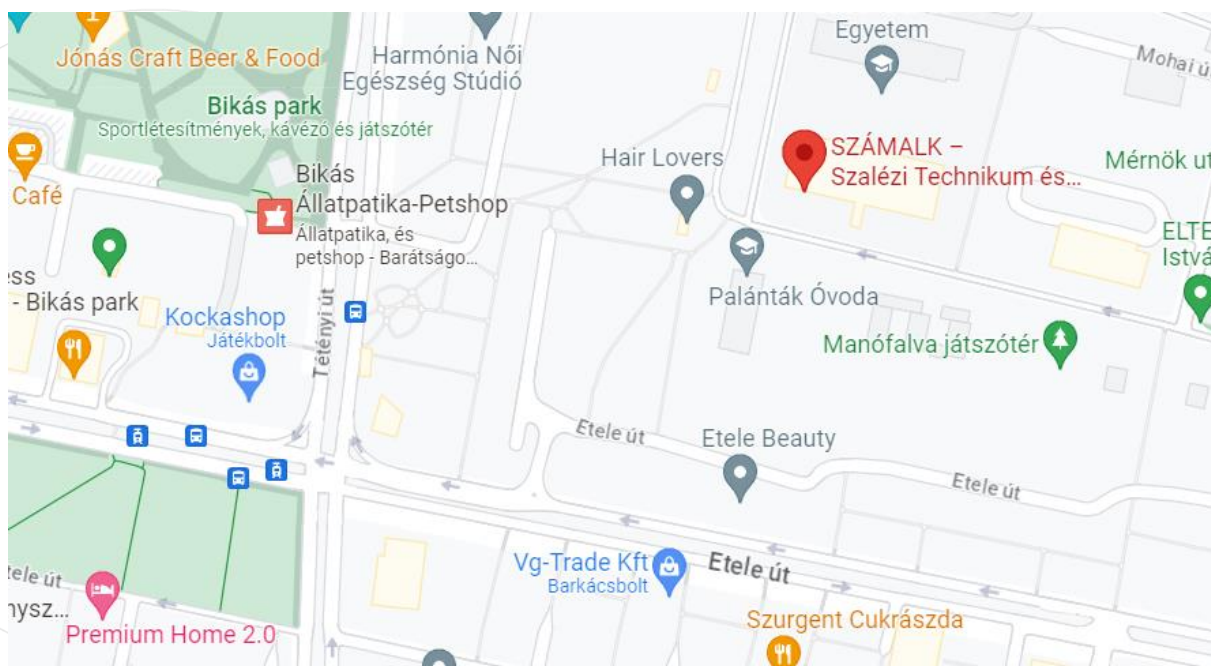 Egyetem
Jónás Craft Beer & Food
Harmónia Női
Egészség Stúdió
Mohai ú
Bikás park
Sportlétesítmények, kávézó és játszótér
SZÁMALK –
Szalézi Technikum és...
Hair Lovers
Mérnök ut
Café
Bikás
Állatpatika-Petshop
Állatpatika, és
petshop - Barátságo...
ELTE
Istvá
ess
- Bikás park
Palánták Óvoda
Kockashop
Játékbolt
Tétényi út
Manófalva játszótér
Etele út
Etele Beauty
Etele út
Vg-Trade Kft
Barkácsbolt
Etele út
tele út
nysz...
Premium Home 2.0
Szurgent Cukrászda